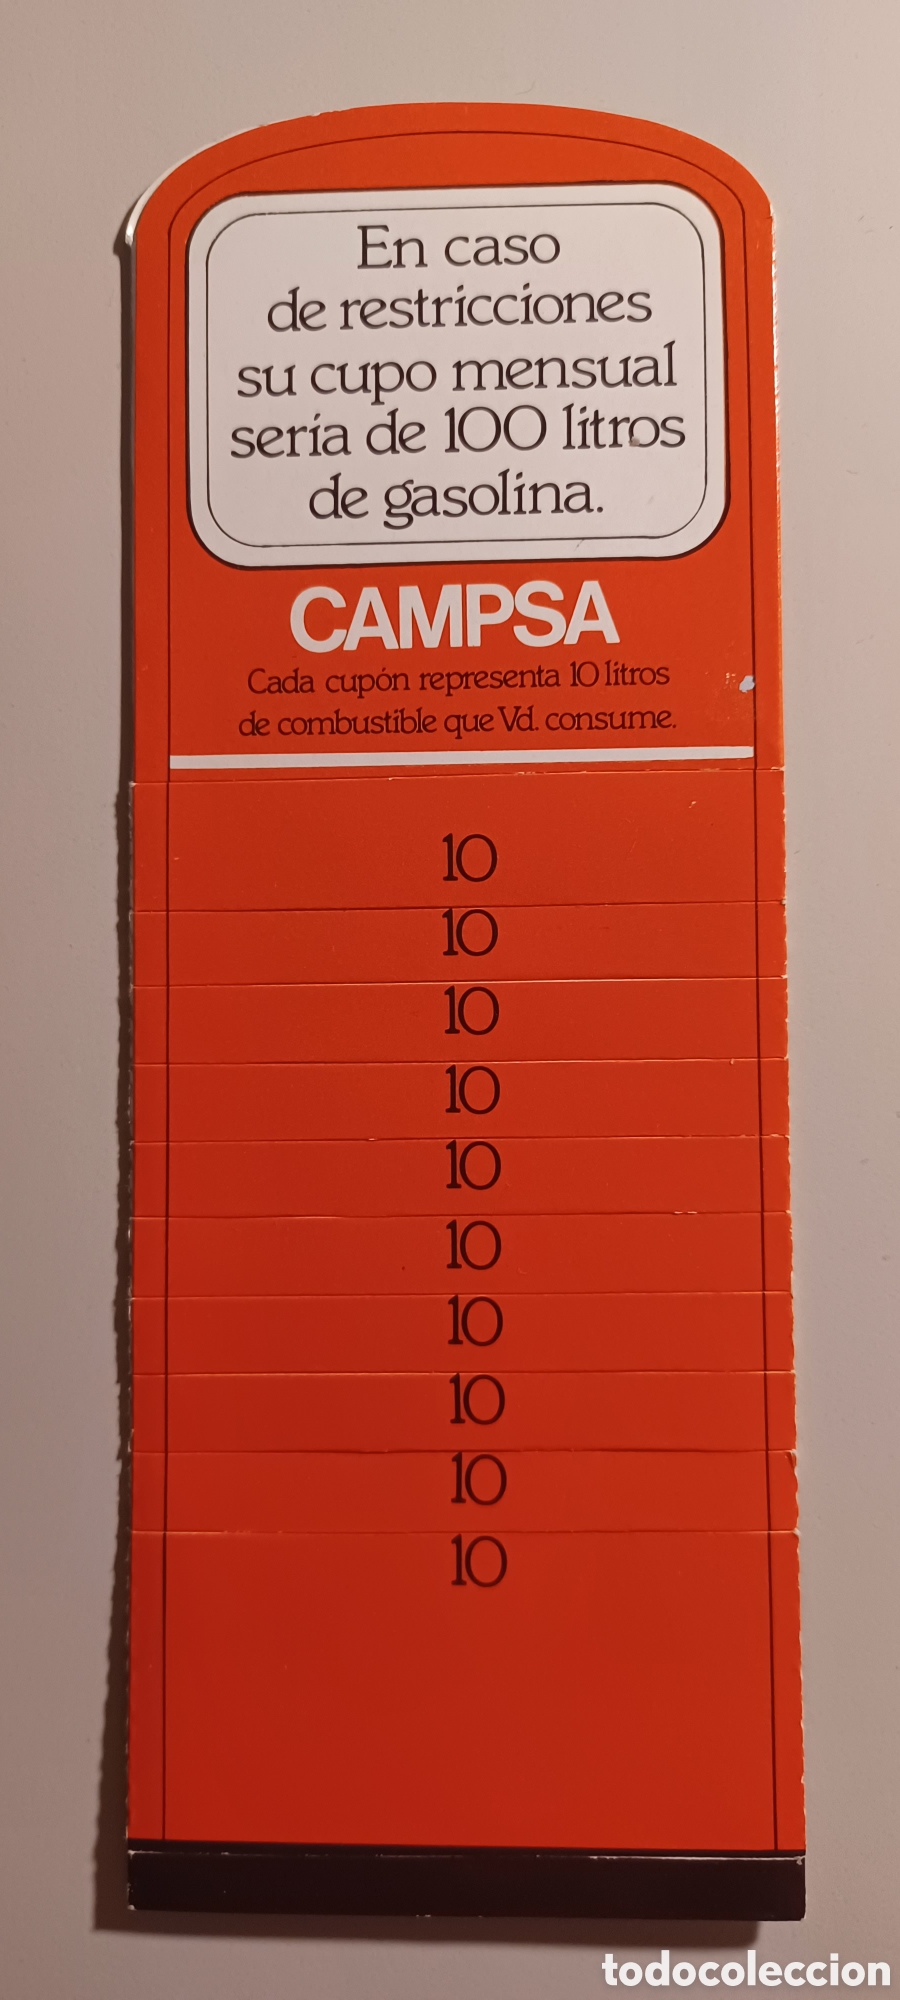 En caso
de restricciones
su cupo mensual
sería de 100 litros
de gasolina.
CAMPSA
Cada cupón representa 10 litros
de combustible que Vd. consume.
10
10
10
10
10
10
10
10
10
10
todocoleccion